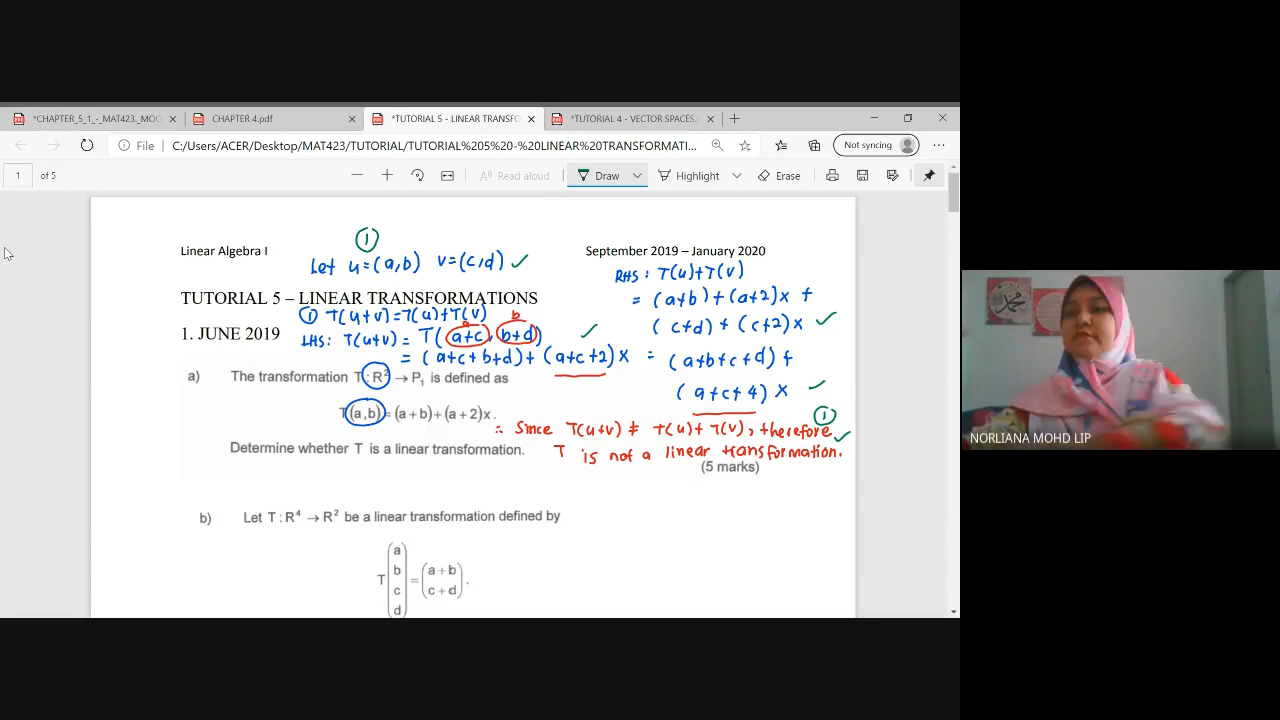 *CHAPTER_5_1_-_MAT423._MOO
CHAPTER 4.pdf
*TUTORIAL 5 - LINEAR TRANSFO
*TUTORIAL 4 - VECTOR SPACES.
File
C:/Users/ACER/Desktop/MAT423/TUTORIAL/TUTORIAL%205%20-%20LINEAR%20TRANSFORMATI...
Not syncing
1 of 5
Read aloud
Draw
Highlight
Erase
Linear Algebra I
September 2019 – January 2020
①
Let u=(a,b) v=(c,d) ✓
TUTORIAL 5 – LINEAR TRANSFORMATIONS
① T(u+v)=T(u)+T(v)
1. JUNE 2019
a b
LHS: T(u+v) = T(a+c, b+d) ✓
= (a+c+b+d)+(a+c+2)x
RHS: T(u)+T(v)
= (a+b)+(a+2)x +
(c+d)+(c+2)x ✓
= (a+b+c+d)+
(a+c+4)x ✓
a) The transformation T:R² → P₁ is defined as
T(a,b)=(a+b)+(a+2)x.
①
∴ Since T(u+v) ≠ T(u)+T(v), therefore ✓
T is not a linear transformation.
Determine whether T is a linear transformation.
(5 marks)
b) Let T:R⁴ → R² be a linear transformation defined by
a
b
T = (a+b
c c+d).
d
NORLIANA MOHD LIP